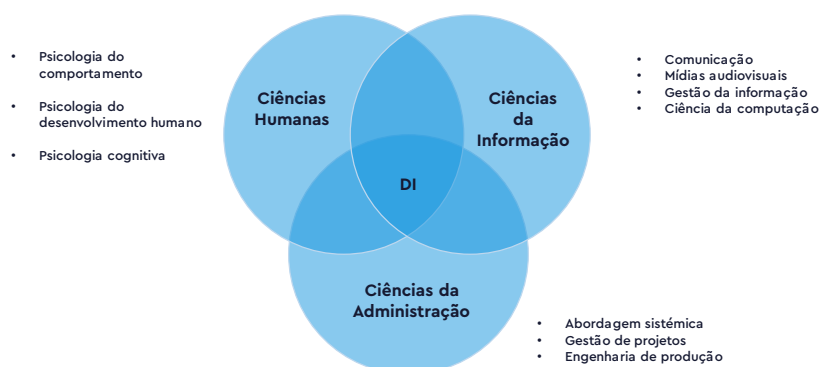 • Psicologia do
comportamento
• Psicologia do
desenvolvimento humano
• Psicologia cognitiva
Ciências
Humanas
Ciências
da
Informação
DI
Ciências da
Administração
• Comunicação
• Mídias audiovisuais
• Gestão da informação
• Ciência da computação
• Abordagem sistémica
• Gestão de projetos
• Engenharia de produção